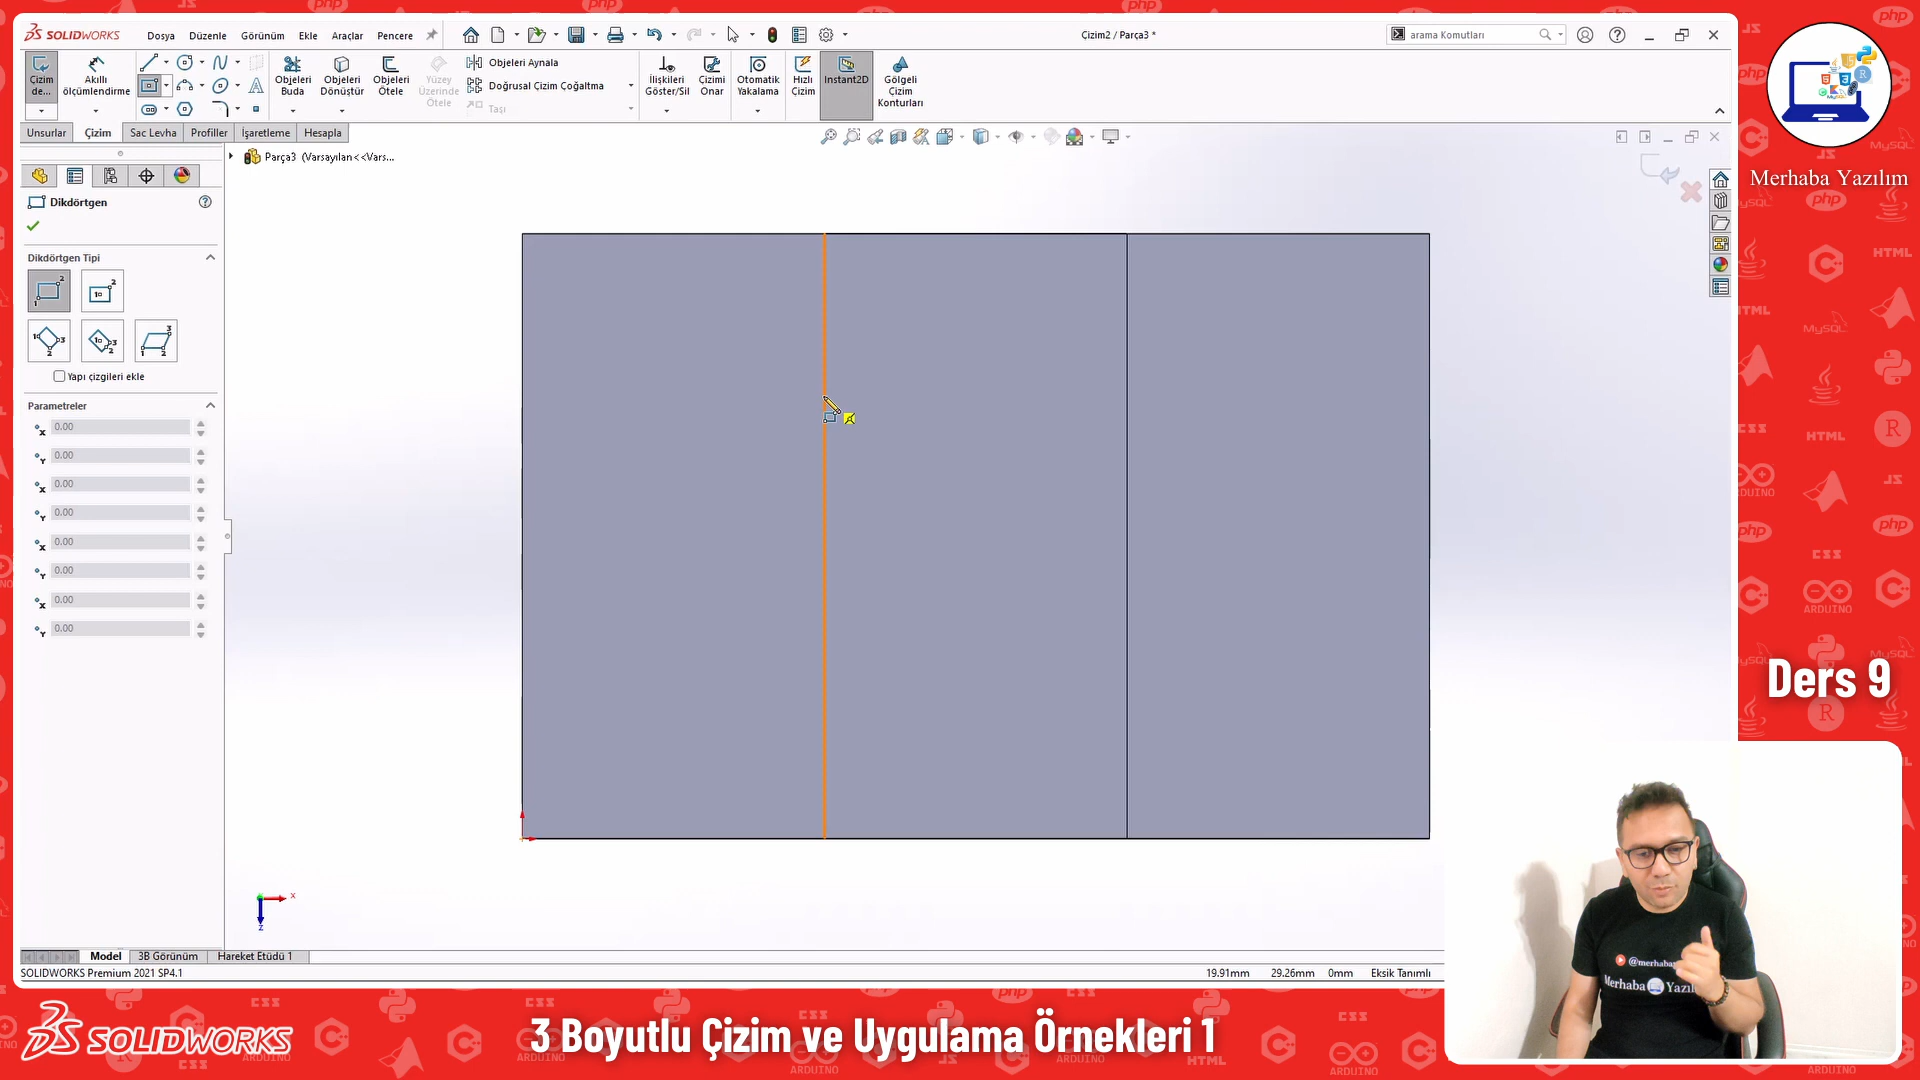 SOLIDWORKS
Dosya Düzenle Görünüm Ekle Araçlar Pencere
Çizim2 / Parça3 *
arama Komutları
Çizim de...
Akıllı ölçümlendirme
Objeleri Buda
Objeleri Dönüştür
Objeleri Ötele
Yüzey Üzerinde Ötele
Objeleri Aynala
Doğrusal Çizim Çoğaltma
Taşı
İlişkileri Göster/Sil
Çizimi Onar
Otomatik Yakalama
Hızlı Çizim
Instant2D
Gölgeli Çizim Konturları
Unsurlar Çizim Sac Levha Profiller İşaretleme Hesapla
Parça3 (Varsayılan<<Vars...
Dikdörtgen
Dikdörtgen Tipi
Yapı çizgileri ekle
Parametreler
0.00
0.00
0.00
0.00
0.00
0.00
0.00
0.00
x
z
Model 3B Görünüm Hareket Etüdü 1
SOLIDWORKS Premium 2021 SP4.1
19.91mm 29.26mm 0mm Eksik Tanımlı
Merhaba Yazılım
Ders 9
SOLIDWORKS
3 Boyutlu Çizim ve Uygulama Örnekleri 1